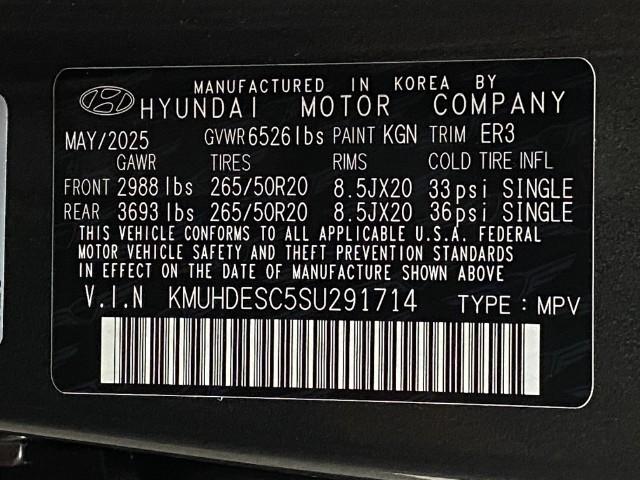 MANUFACTURED IN KOREA BY
HYUNDAI MOTOR COMPANY
MAY/2025 GVWR 6526lbs PAINT KGN TRIM ER3
GAWR TIRES RIMS COLD TIRE INFL
FRONT 2988lbs 265/50R20 8.5JX20 33psi SINGLE
REAR 3693lbs 265/50R20 8.5JX20 36psi SINGLE
THIS VEHICLE CONFORMS TO ALL APPLICABLE U.S.A. FEDERAL
MOTOR VEHICLE SAFETY AND THEFT PREVENTION STANDARDS
IN EFFECT ON THE DATE OF MANUFACTURE SHOWN ABOVE
V.I.N KMUHDESC5SU291714 TYPE : MPV